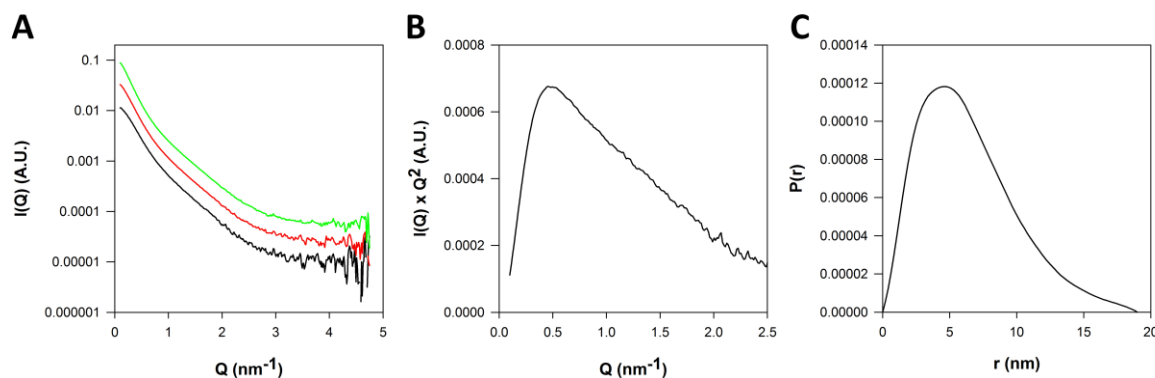 A
I(Q) (A.U.)
0.1
0.01
0.001
0.0001
0.00001
0.000001
0 1 2 3 4 5
Q (nm⁻¹)
B
I(Q) x Q² (A.U.)
0.0008
0.0006
0.0004
0.0002
0.0000
0.0 0.5 1.0 1.5 2.0 2.5
Q (nm⁻¹)
C
P(r)
0.00014
0.00012
0.00010
0.00008
0.00006
0.00004
0.00002
0.00000
0 5 10 15 20
r (nm)